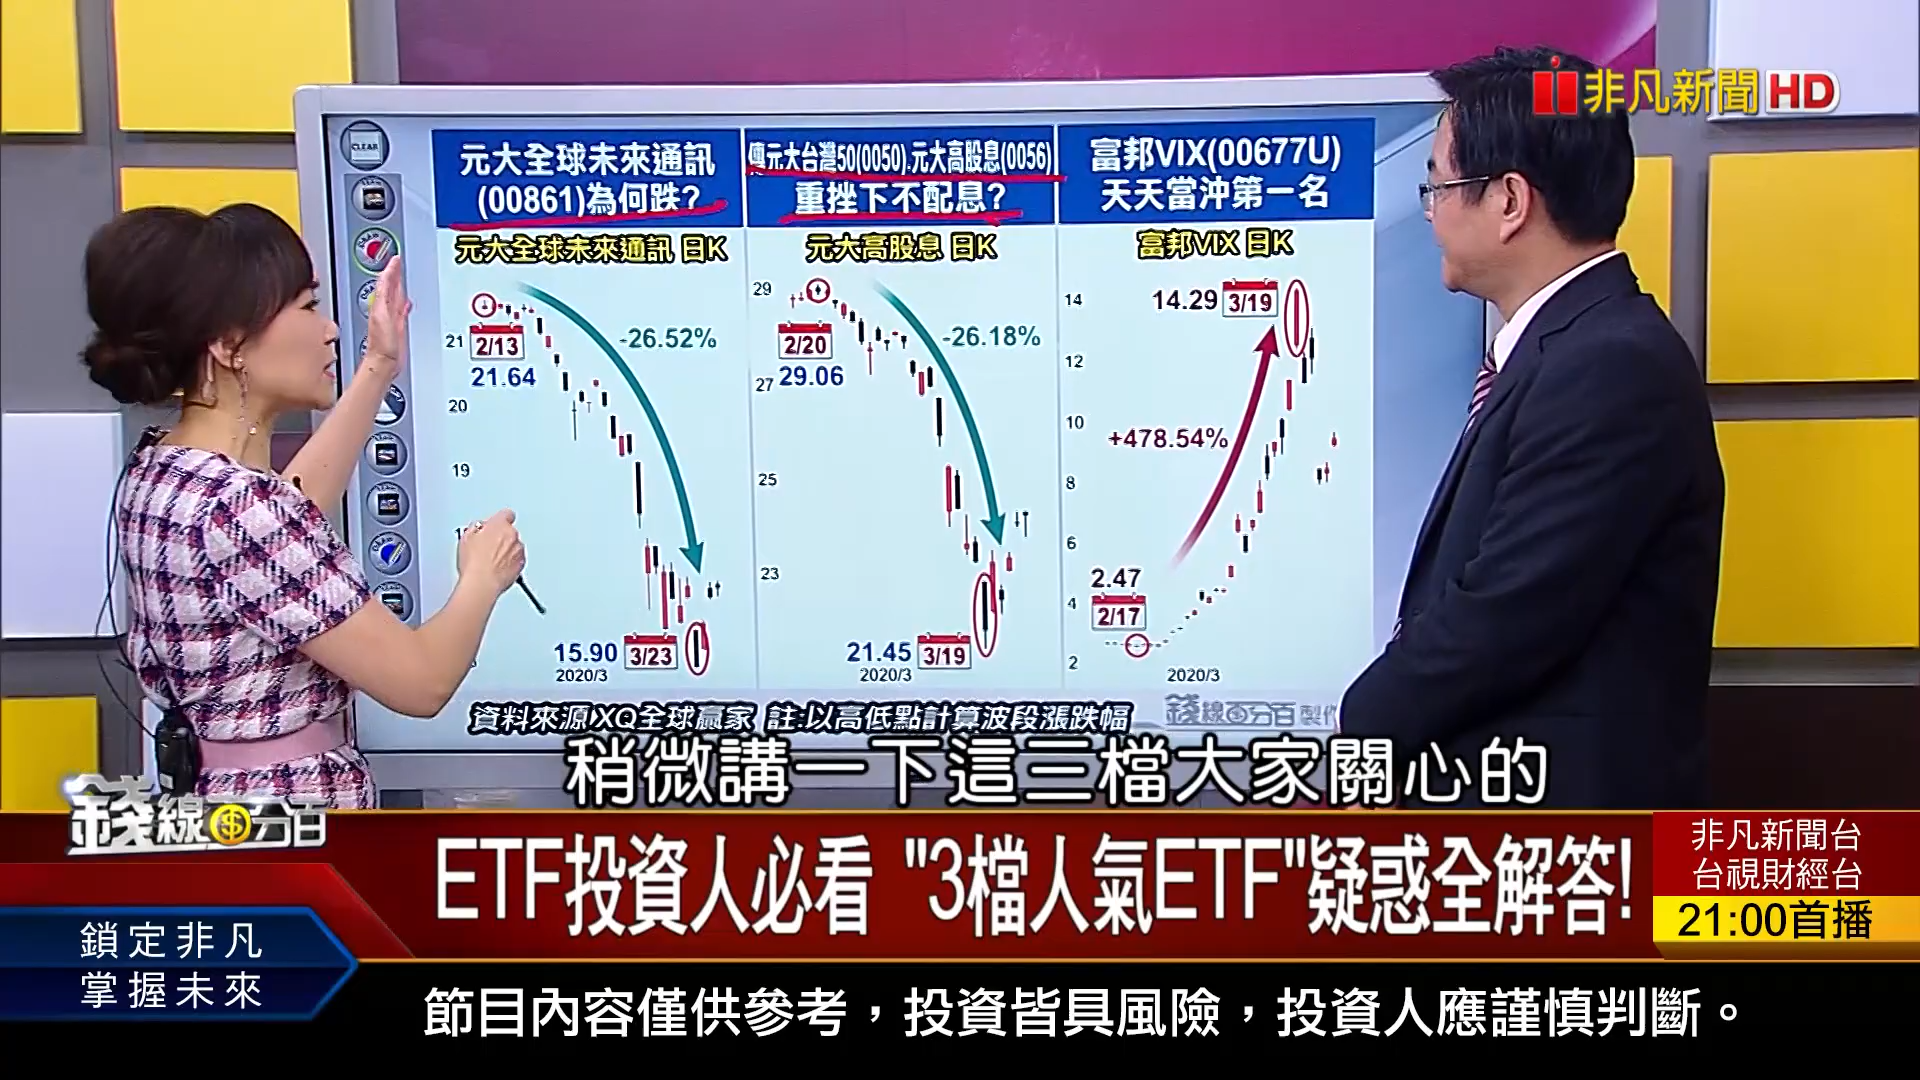 非凡新聞HD
CLEAR
元大全球未來通訊
(00861)為何跌?
傳元大台灣50(0050).元大高股息(0056)
重挫下不配息?
富邦VIX(00677U)
天天當沖第一名
元大全球未來通訊 日K
21
20
19
2/13
21.64
-26.52%
15.90
3/23
2020/3
元大高股息 日K
29
27
25
23
2/20
29.06
-26.18%
21.45
3/19
2020/3
富邦VIX 日K
14
12
10
8
6
4
2
14.29
3/19
+478.54%
2.47
2/17
2020/3
資料來源:XQ全球贏家 註:以高低點計算波段漲跌幅
錢線百分百 製作
稍微講一下這三檔大家關心的
錢線百分百
ETF投資人必看 "3檔人氣ETF"疑惑全解答!
非凡新聞台
台視財經台
21:00首播
鎖定非凡
掌握未來
節目內容僅供參考，投資皆具風險，投資人應謹慎判斷。